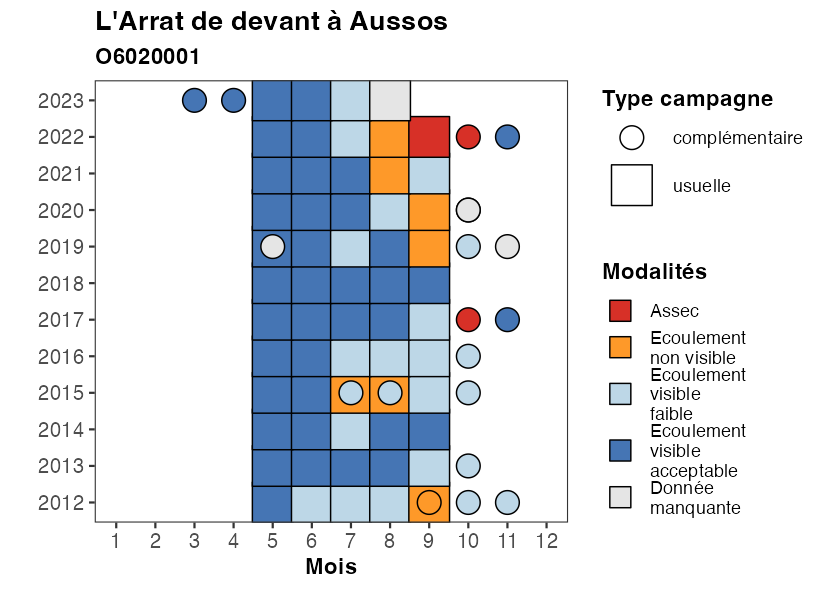 L'Arrat de devant à Aussos
O6020001
2023
2022
2021
2020
2019
2018
2017
2016
2015
2014
2013
2012
1 2 3 4 5 6 7 8 9 10 11 12
Mois
Type campagne
complémentaire
usuelle
Modalités
Assec
Ecoulement
non visible
Ecoulement
visible
faible
Ecoulement
visible
acceptable
Donnée
manquante